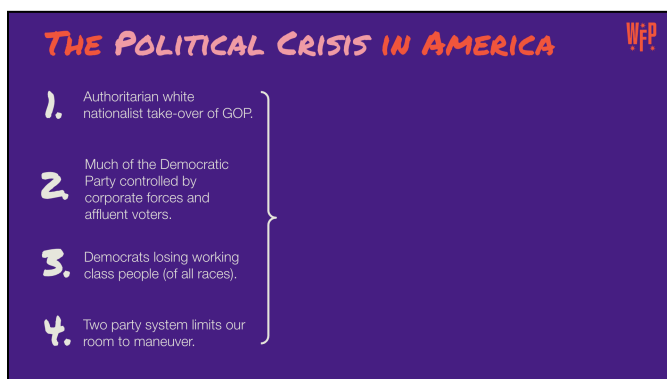 THE POLITICAL CRISIS IN AMERICA
WFP
1. Authoritarian white
nationalist take-over of GOP.
2. Much of the Democratic
Party controlled by
corporate forces and
affluent voters.
3. Democrats losing working
class people (of all races).
4. Two party system limits our
room to maneuver.